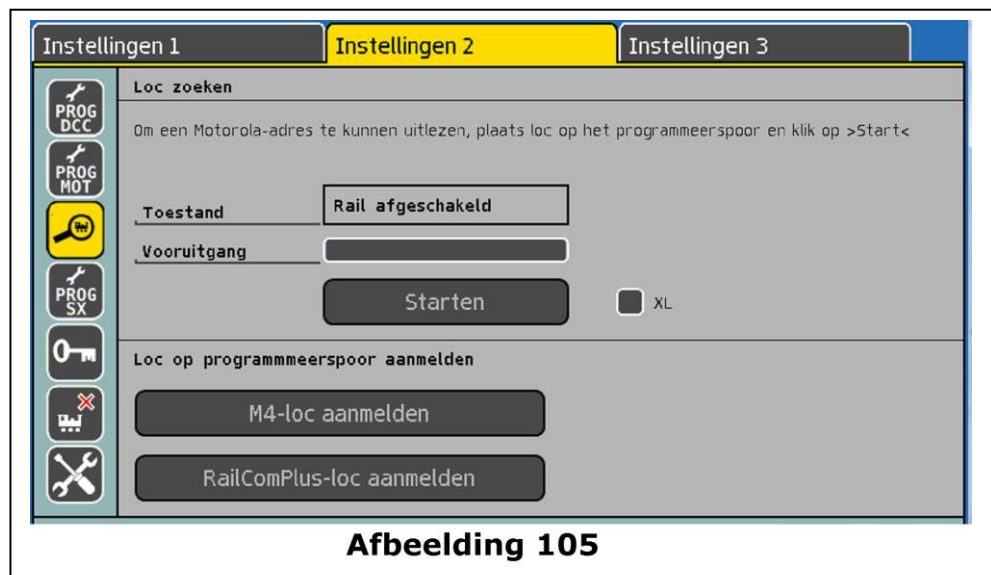 Instellingen 1
Instellingen 2
Instellingen 3
PROG
DCC
PROG
MOT
PROG
SX
Loc zoeken
Om een Motorola-adres te kunnen uitlezen, plaats loc op het programmeerspoor en klik op >Start<
Toestand
Rail afgeschakeld
Vooruitgang
Starten
XL
Loc op programmmeerspoor aanmelden
M4-loc aanmelden
RailComPlus-loc aanmelden
Afbeelding 105